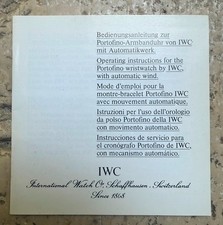 Bedienungsanleitung zur
Portofino-Armbanduhr von IWC
mit Automatikwerk.
Operating instructions for the
Portofino wristwatch by IWC,
with automatic wind.
Mode d'emploi pour la
montre-bracelet Portofino IWC
avec mouvement automatique.
Istruzioni per l'uso dell'orologio
da polso Portofino della IWC
con movimento automatico.
Instrucciones de servicio para
el cronógrafo Portofino de IWC,
con mecanismo automático.
IWC
International Watch Co. Schaffhausen, Switzerland
Since 1868